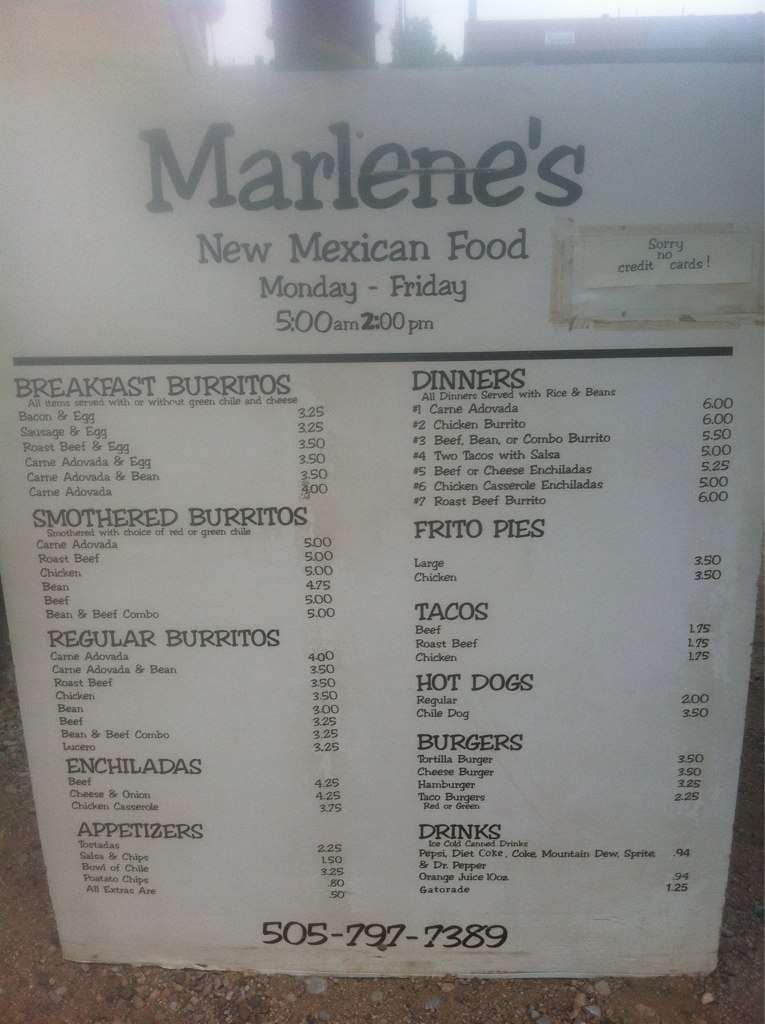 Marlene's
New Mexican Food
Monday - Friday
5:00am 2:00pm
Sorry
no
credit cards!
BREAKFAST BURRITOS
All items served with or without green chile and cheese
Bacon & Egg 3.25
Sausage & Egg 3.25
Roast Beef & Egg 3.50
Carne Adovada & Egg 3.50
Carne Adovada & Bean 3.50
Carne Adovada 4.00
SMOTHERED BURRITOS
Smothered with choice of red or green chile
Carne Adovada 5.00
Roast Beef 5.00
Chicken 5.00
Bean 4.75
Beef 5.00
Bean & Beef Combo 5.00
REGULAR BURRITOS
Carne Adovada 4.00
Carne Adovada & Bean 3.50
Roast Beef 3.50
Chicken 3.50
Bean 3.00
Beef 3.25
Bean & Beef Combo 3.25
Lucero 3.25
ENCHILADAS
Beef 4.25
Cheese & Onion 4.25
Chicken Casserole 3.75
APPETIZERS
Tostadas 2.25
Salsa & Chips 1.50
Bowl of Chile 3.25
Poatato Chips .80
All Extras Are .50
DINNERS
All Dinners Served with Rice & Beans
#1 Carne Adovada 6.00
#2 Chicken Burrito 6.00
#3 Beef, Bean, or Combo Burrito 5.50
#4 Two Tacos with Salsa 5.00
#5 Beef or Cheese Enchiladas 5.25
#6 Chicken Casserole Enchiladas 5.00
#7 Roast Beef Burrito 6.00
FRITO PIES
Large 3.50
Chicken 3.50
TACOS
Beef 1.75
Roast Beef 1.75
Chicken 1.75
HOT DOGS
Regular 2.00
Chile Dog 3.50
BURGERS
Tortilla Burger 3.50
Cheese Burger 3.50
Hamburger 3.25
Taco Burgers 2.25
Red or Green
DRINKS
Ice Cold Canned Drinks
Pepsi, Diet Coke, Coke, Mountain Dew, Sprite .94
& Dr. Pepper
Orange Juice 10oz. .94
Gatorade 1.25
505-797-7389